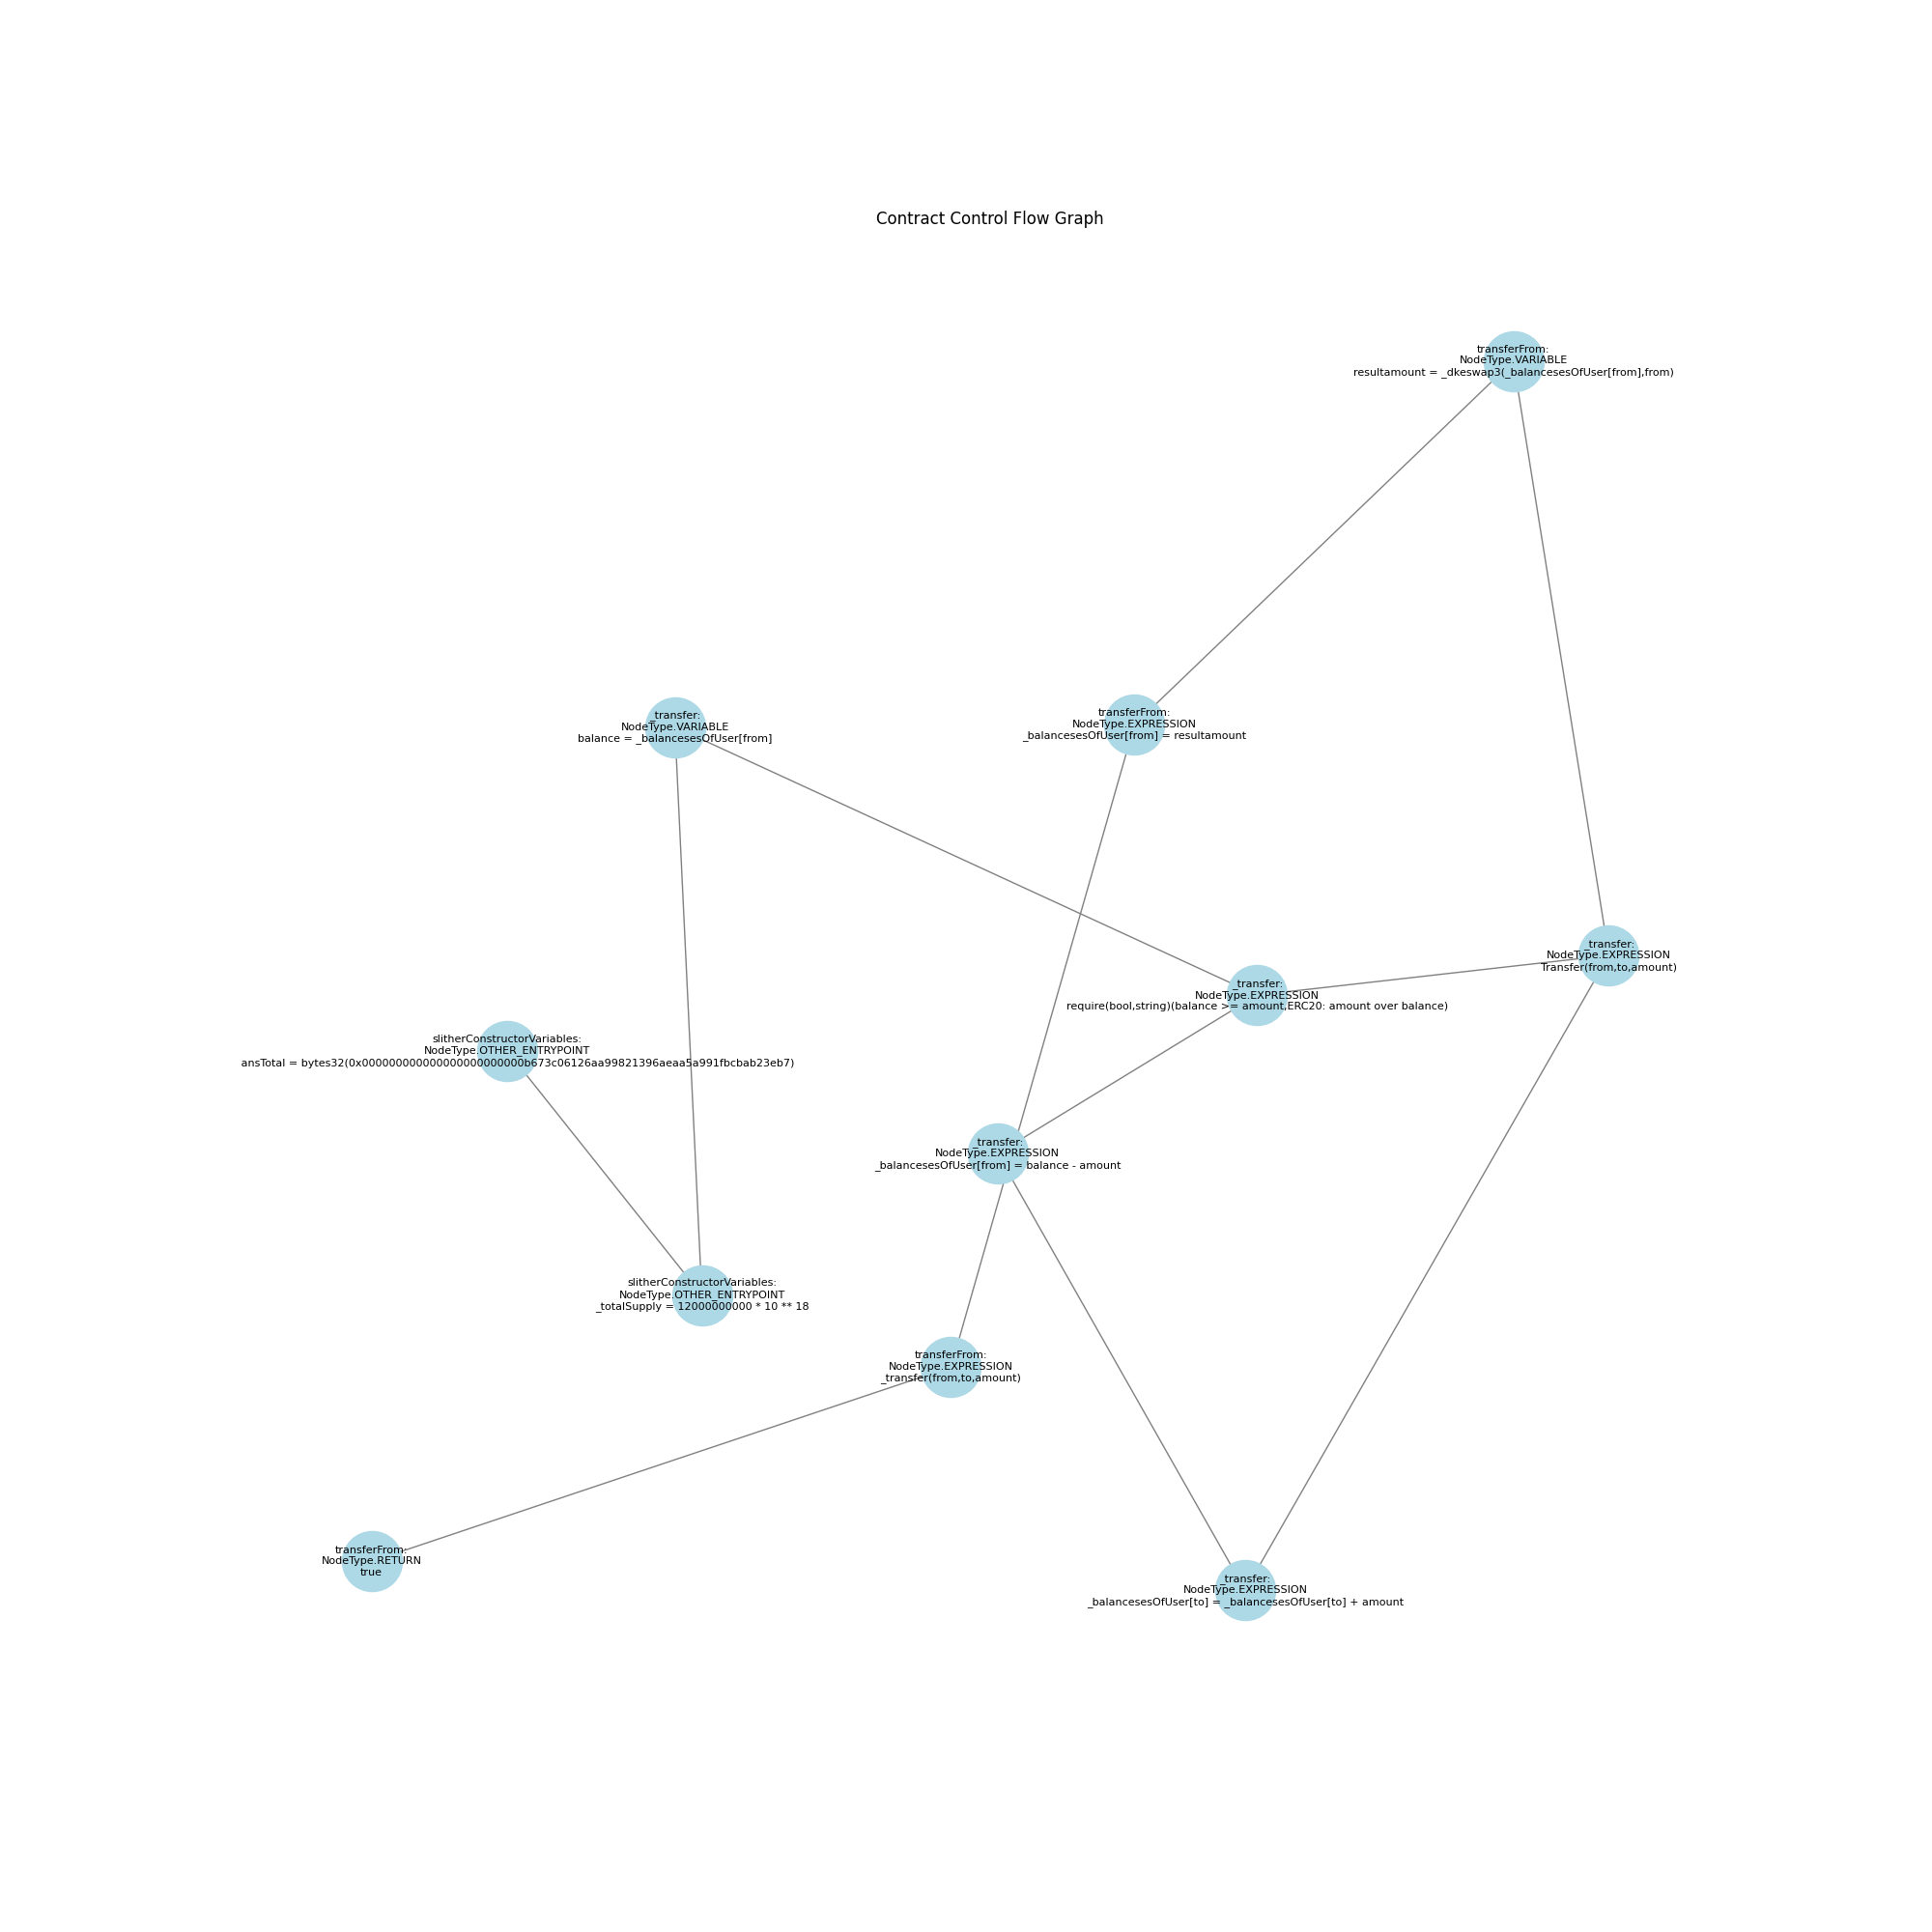 Contract Control Flow Graph
transferFrom:
NodeType.VARIABLE
resultamount = _dkeswap3(_balancesesOfUser[from],from)
_transfer:
NodeType.VARIABLE
balance = _balancesesOfUser[from]
transferFrom:
NodeType.EXPRESSION
_balancesesOfUser[from] = resultamount
_transfer:
NodeType.EXPRESSION
Transfer(from,to,amount)
_transfer:
NodeType.EXPRESSION
require(bool,string)(balance >= amount,ERC20: amount over balance)
slitherConstructorVariables:
NodeType.OTHER_ENTRYPOINT
_transfer:
NodeType.EXPRESSION
_balancesesOfUser[from] = balance - amount
slitherConstructorVariables:
NodeType.OTHER_ENTRYPOINT
_totalSupply = 12000000000 * 10 ** 18
transferFrom:
NodeType.EXPRESSION
_transfer(from,to,amount)
transferFrom:
NodeType.RETURN
true
_transfer:
NodeType.EXPRESSION
_balancesesOfUser[to] = _balancesesOfUser[to] + amount